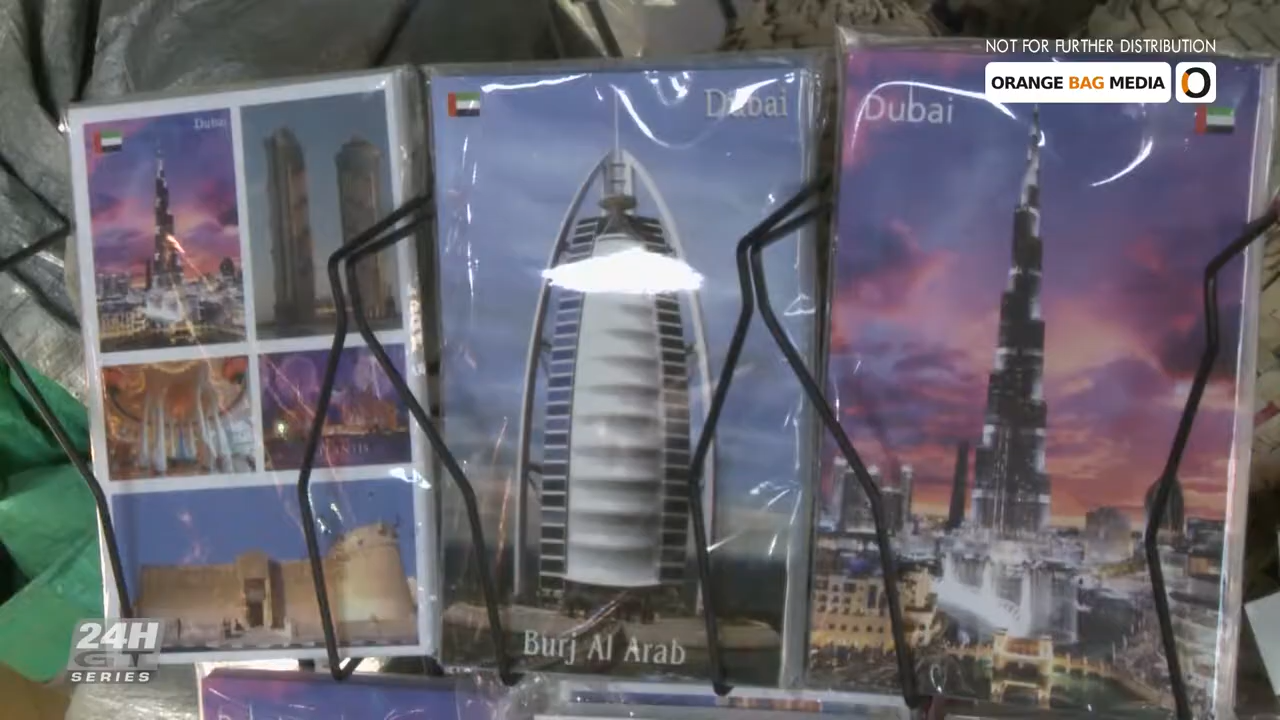 NOT FOR FURTHER DISTRIBUTION
ORANGE BAG MEDIA
Dubai
Dubai
Dubai
Burj Al Arab
24H
GT
SERIES